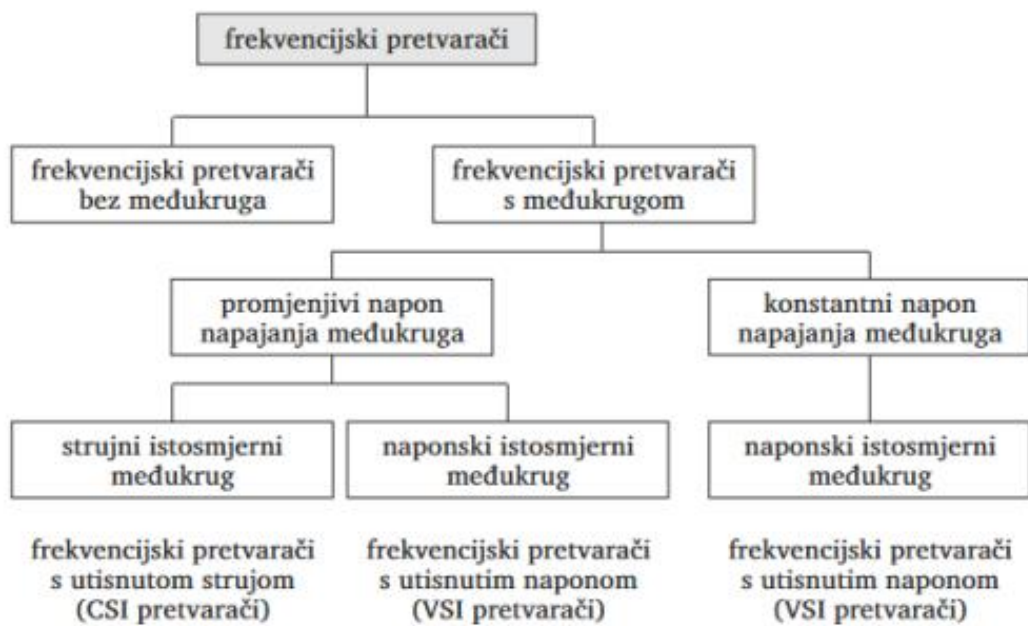 frekvencijski pretvarači
frekvencijski pretvarači
bez međukruga
frekvencijski pretvarači
s međukrugom
promjenjivi napon
napajanja međukruga
konstantni napon
napajanja međukruga
strujni istosmjerni
međukrug
naponski istosmjerni
međukrug
naponski istosmjerni
međukrug
frekvencijski pretvarači
s utisnutom strujom
(CSI pretvarači)
frekvencijski pretvarači
s utisnutim naponom
(VSI pretvarači)
frekvencijski pretvarači
s utisnutim naponom
(VSI pretvarači)